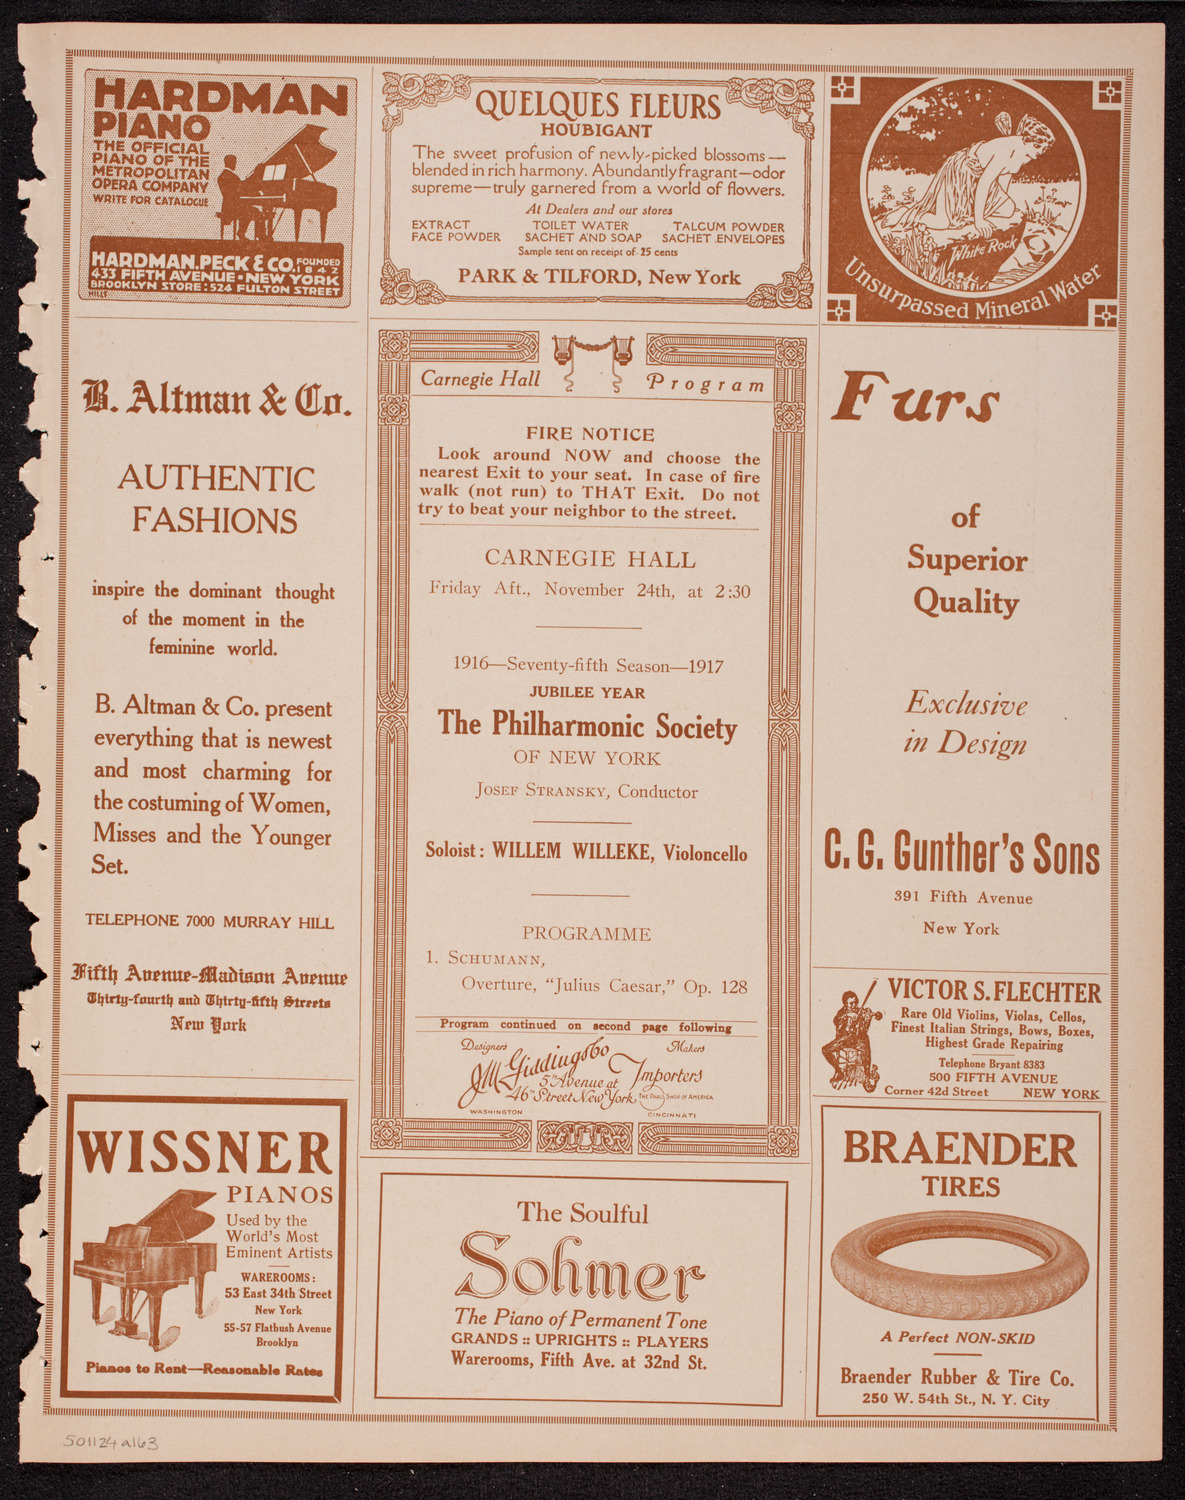 HARDMAN
PIANO
THE OFFICIAL
PIANO OF THE
METROPOLITAN
OPERA COMPANY
WRITE FOR CATALOGUE
HARDMAN, PECK & CO. FOUNDED 1842
433 FIFTH AVENUE · NEW YORK
BROOKLYN STORE: 524 FULTON STREET
HILLS
QUELQUES FLEURS
HOUBIGANT
The sweet profusion of newly-picked blossoms—
blended in rich harmony. Abundantly fragrant—odor
supreme—truly garnered from a world of flowers.
At Dealers and our stores
EXTRACT TOILET WATER TALCUM POWDER
FACE POWDER SACHET AND SOAP SACHET ENVELOPES
Sample sent on receipt of 25 cents
PARK & TILFORD, New York
White Rock
Unsurpassed Mineral Water
B. Altman & Co.
AUTHENTIC
FASHIONS
inspire the dominant thought
of the moment in the
feminine world.
B. Altman & Co. present
everything that is newest
and most charming for
the costuming of Women,
Misses and the Younger
Set.
TELEPHONE 7000 MURRAY HILL
Fifth Avenue-Madison Avenue
Thirty-fourth and Thirty-fifth Streets
New York
Carnegie Hall Program
FIRE NOTICE
Look around NOW and choose the
nearest Exit to your seat. In case of fire
walk (not run) to THAT Exit. Do not
try to beat your neighbor to the street.
CARNEGIE HALL
Friday Aft., November 24th, at 2:30
1916—Seventy-fifth Season—1917
JUBILEE YEAR
The Philharmonic Society
OF NEW YORK
JOSEF STRANSKY, Conductor
Soloist: WILLEM WILLEKE, Violoncello
PROGRAMME
1. SCHUMANN,
Overture, "Julius Caesar," Op. 128
Program continued on second page following
Designers Makers
J.M. Gidding & Co
Importers
5th Avenue at
46th Street New York
THE PARIS SHOP OF AMERICA
WASHINGTON CINCINNATI
Furs
of
Superior
Quality
Exclusive
in Design
C. G. Gunther's Sons
391 Fifth Avenue
New York
VICTOR S. FLECHTER
Rare Old Violins, Violas, Cellos,
Finest Italian Strings, Bows, Boxes,
Highest Grade Repairing
Telephone Bryant 8383
500 FIFTH AVENUE
Corner 42d Street NEW YORK
WISSNER
PIANOS
Used by the
World's Most
Eminent Artists
WAREROOMS:
53 East 34th Street
New York
55-57 Flatbush Avenue
Brooklyn
Pianos to Rent—Reasonable Rates
The Soulful
Sohmer
The Piano of Permanent Tone
GRANDS :: UPRIGHTS :: PLAYERS
Warerooms, Fifth Ave. at 32nd St.
BRAENDER
TIRES
A Perfect NON-SKID
Braender Rubber & Tire Co.
250 W. 54th St., N. Y. City
501124a163